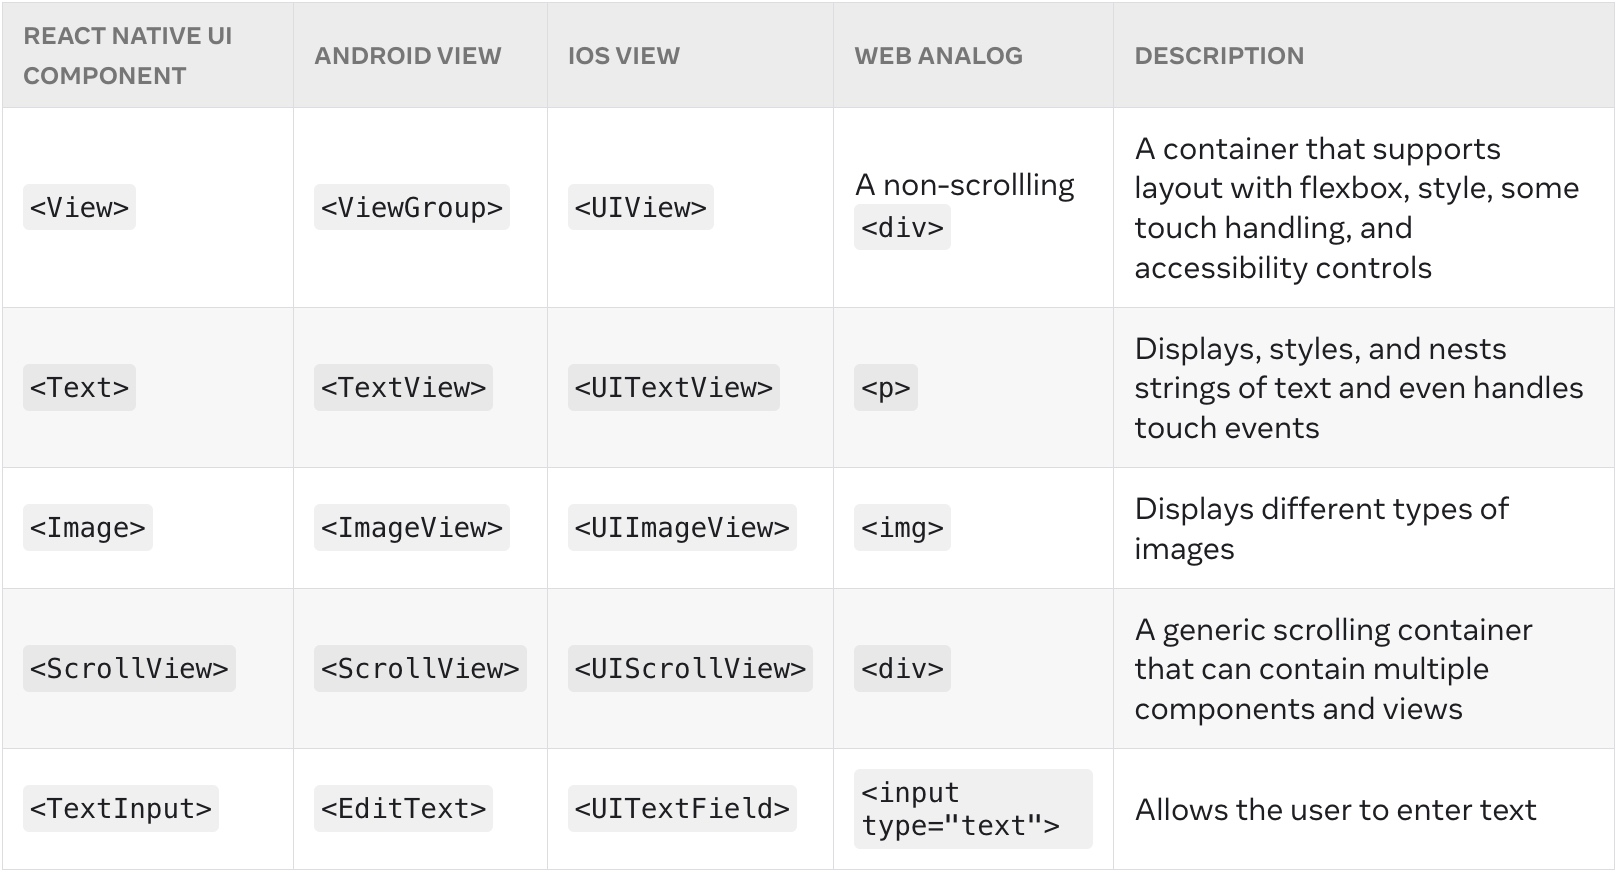 REACT NATIVE UI
COMPONENT
ANDROID VIEW
IOS VIEW
WEB ANALOG
DESCRIPTION
<View>
<ViewGroup>
<UIView>
A non-scrollling
<div>
A container that supports
layout with flexbox, style, some
touch handling, and
accessibility controls
<Text>
<TextView>
<UITextView>
<p>
Displays, styles, and nests
strings of text and even handles
touch events
<Image>
<ImageView>
<UIImageView>
<img>
Displays different types of
images
<ScrollView>
<ScrollView>
<UIScrollView>
<div>
A generic scrolling container
that can contain multiple
components and views
<TextInput>
<EditText>
<UITextField>
<input
type="text">
Allows the user to enter text